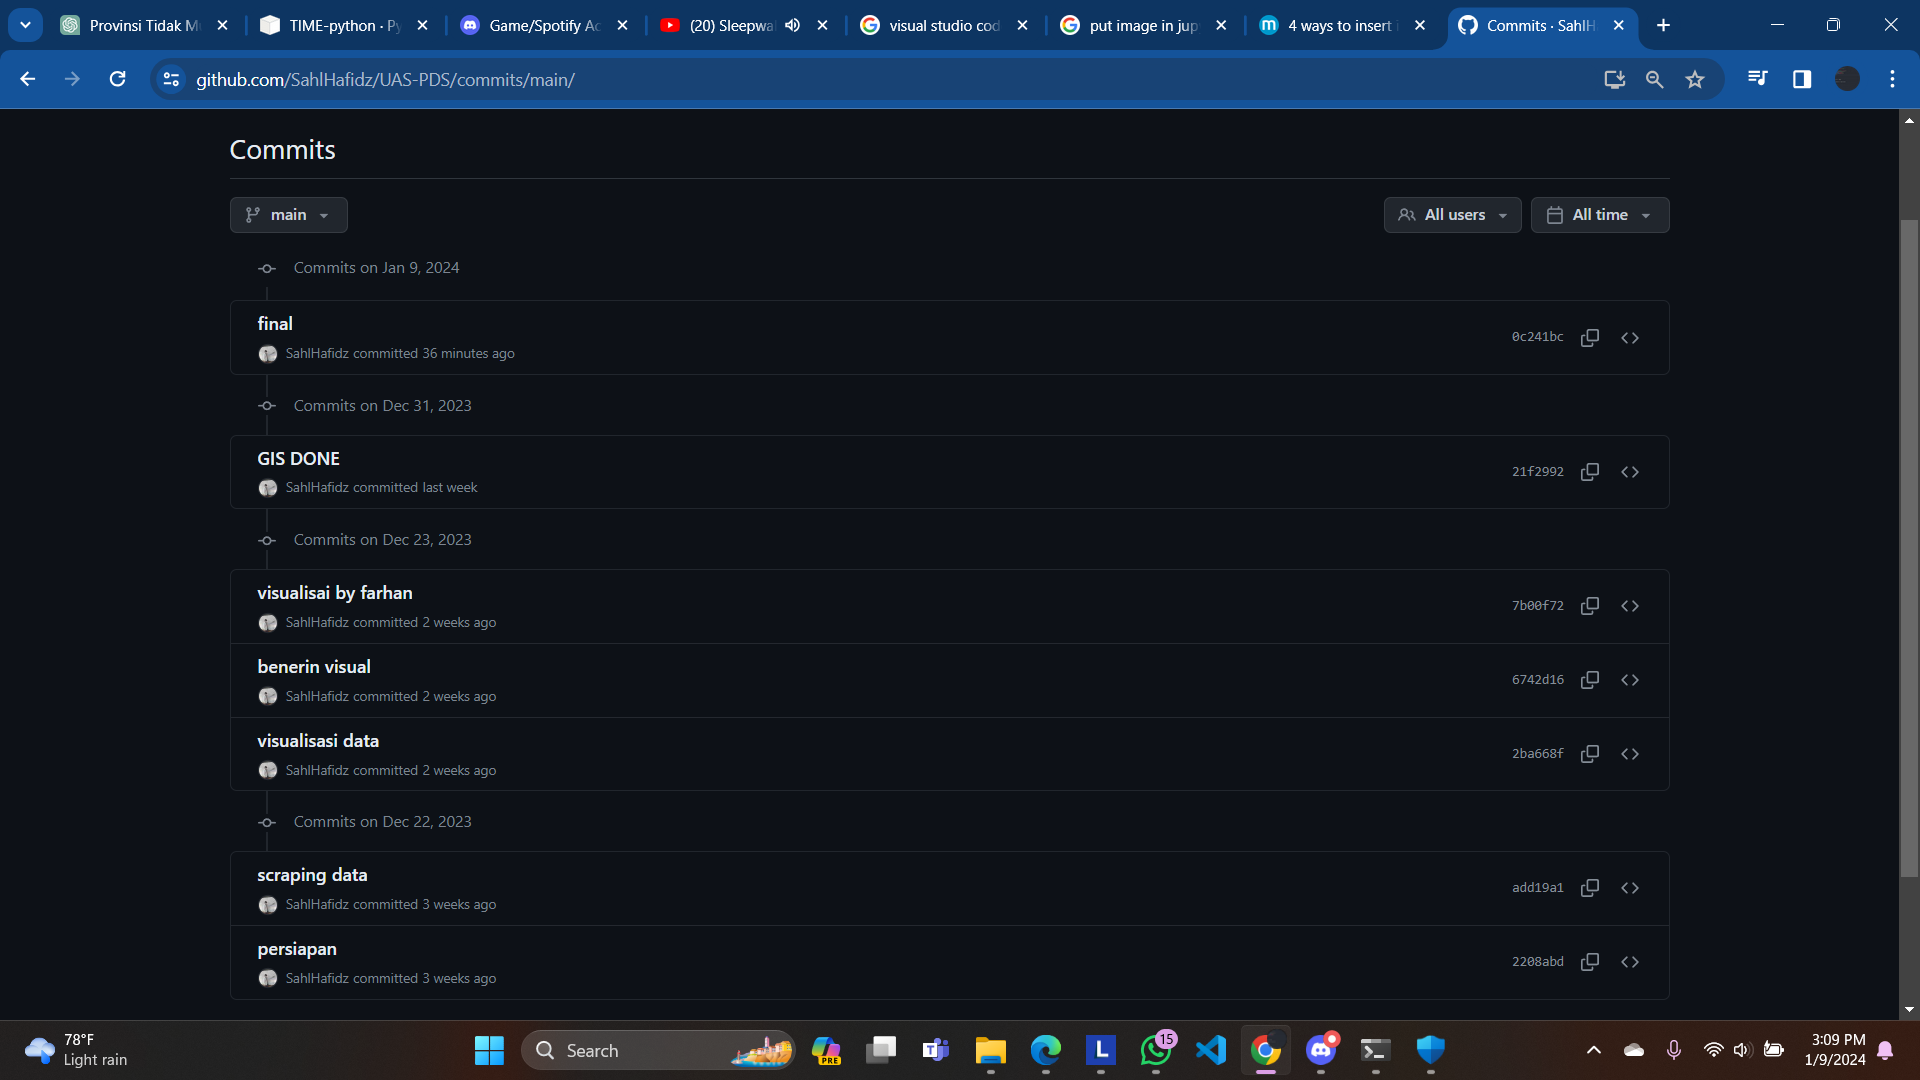 Provinsi Tidak M
TIME-python · Py
Game/Spotify Ac
(20) Sleepwal
visual studio cod
put image in jup
4 ways to insert i
Commits · SahlH
github.com/SahlHafidz/UAS-PDS/commits/main/
Commits
main
All users
All time
Commits on Jan 9, 2024
final
0c241bc
SahlHafidz committed 36 minutes ago
Commits on Dec 31, 2023
GIS DONE
21f2992
SahlHafidz committed last week
Commits on Dec 23, 2023
visualisai by farhan
7b00f72
SahlHafidz committed 2 weeks ago
benerin visual
6742d16
SahlHafidz committed 2 weeks ago
visualisasi data
2ba668f
SahlHafidz committed 2 weeks ago
Commits on Dec 22, 2023
scraping data
add19a1
SahlHafidz committed 3 weeks ago
persiapan
2208abd
SahlHafidz committed 3 weeks ago
78°F
Light rain
Search
PRE
T
L
15
3:09 PM
1/9/2024